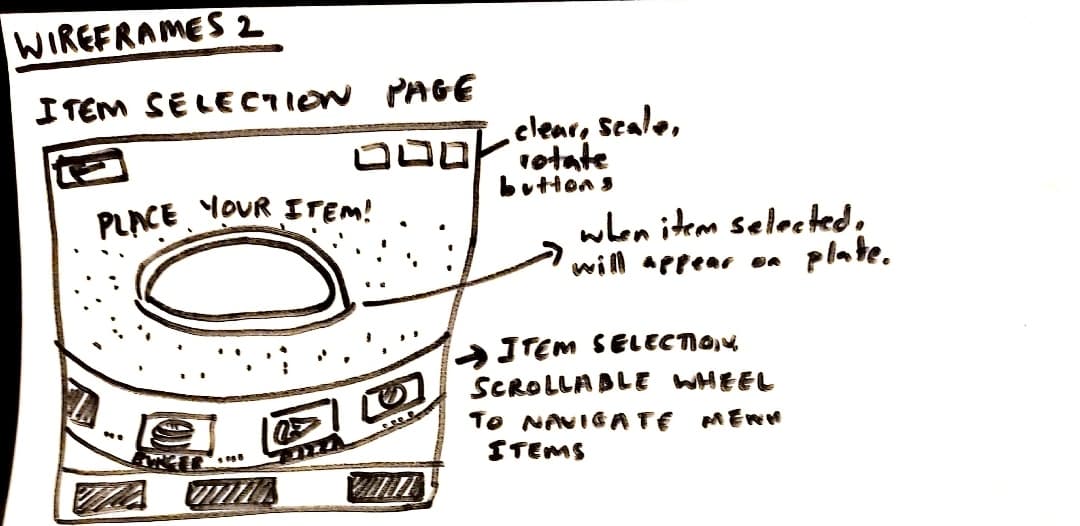 WIREFRAMES 2
ITEM SELECTION PAGE
clear, scale,
rotate
buttons
PLACE YOUR ITEM!
when item selected,
will appear on plate.
→ ITEM SELECTION,
SCROLLABLE WHEEL
TO NAVIGATE MENU
ITEMS
BURGER
PIZZA